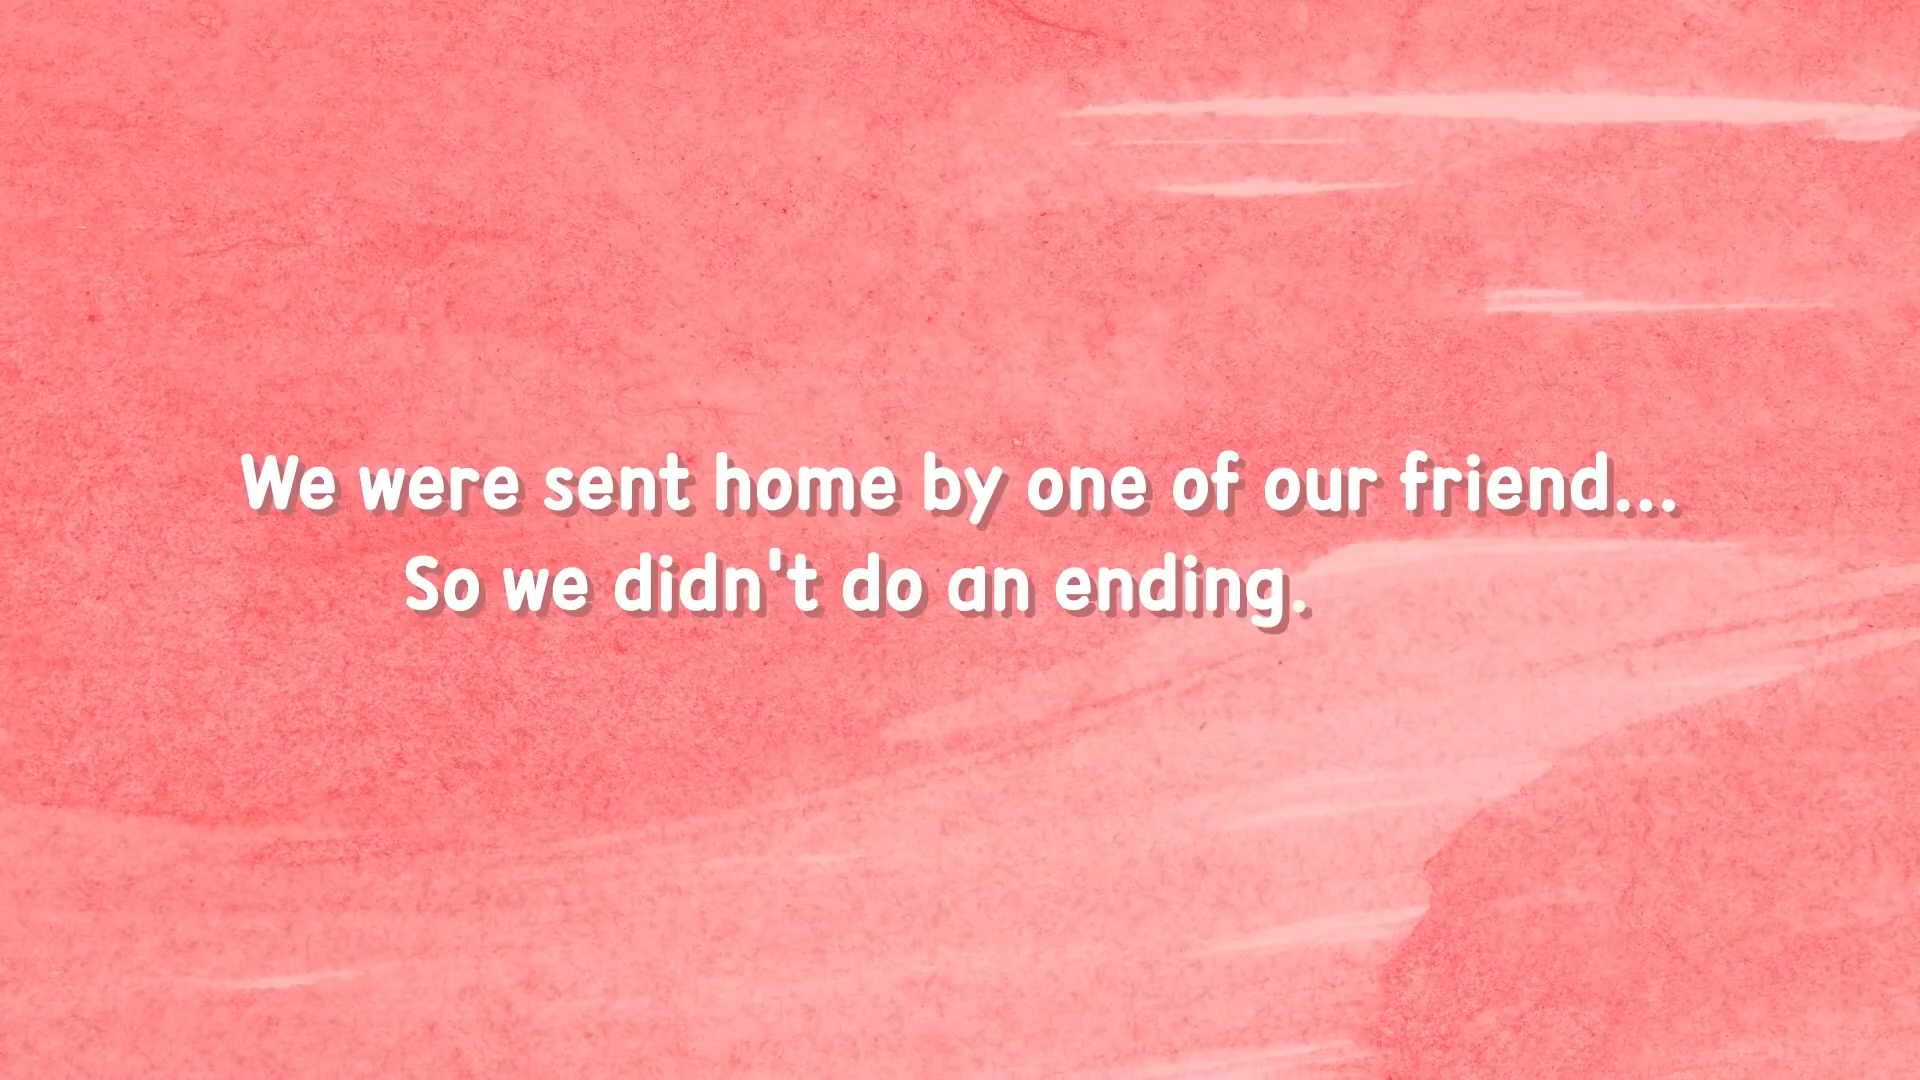 We were sent home by one of our friend...
So we didn't do an ending.